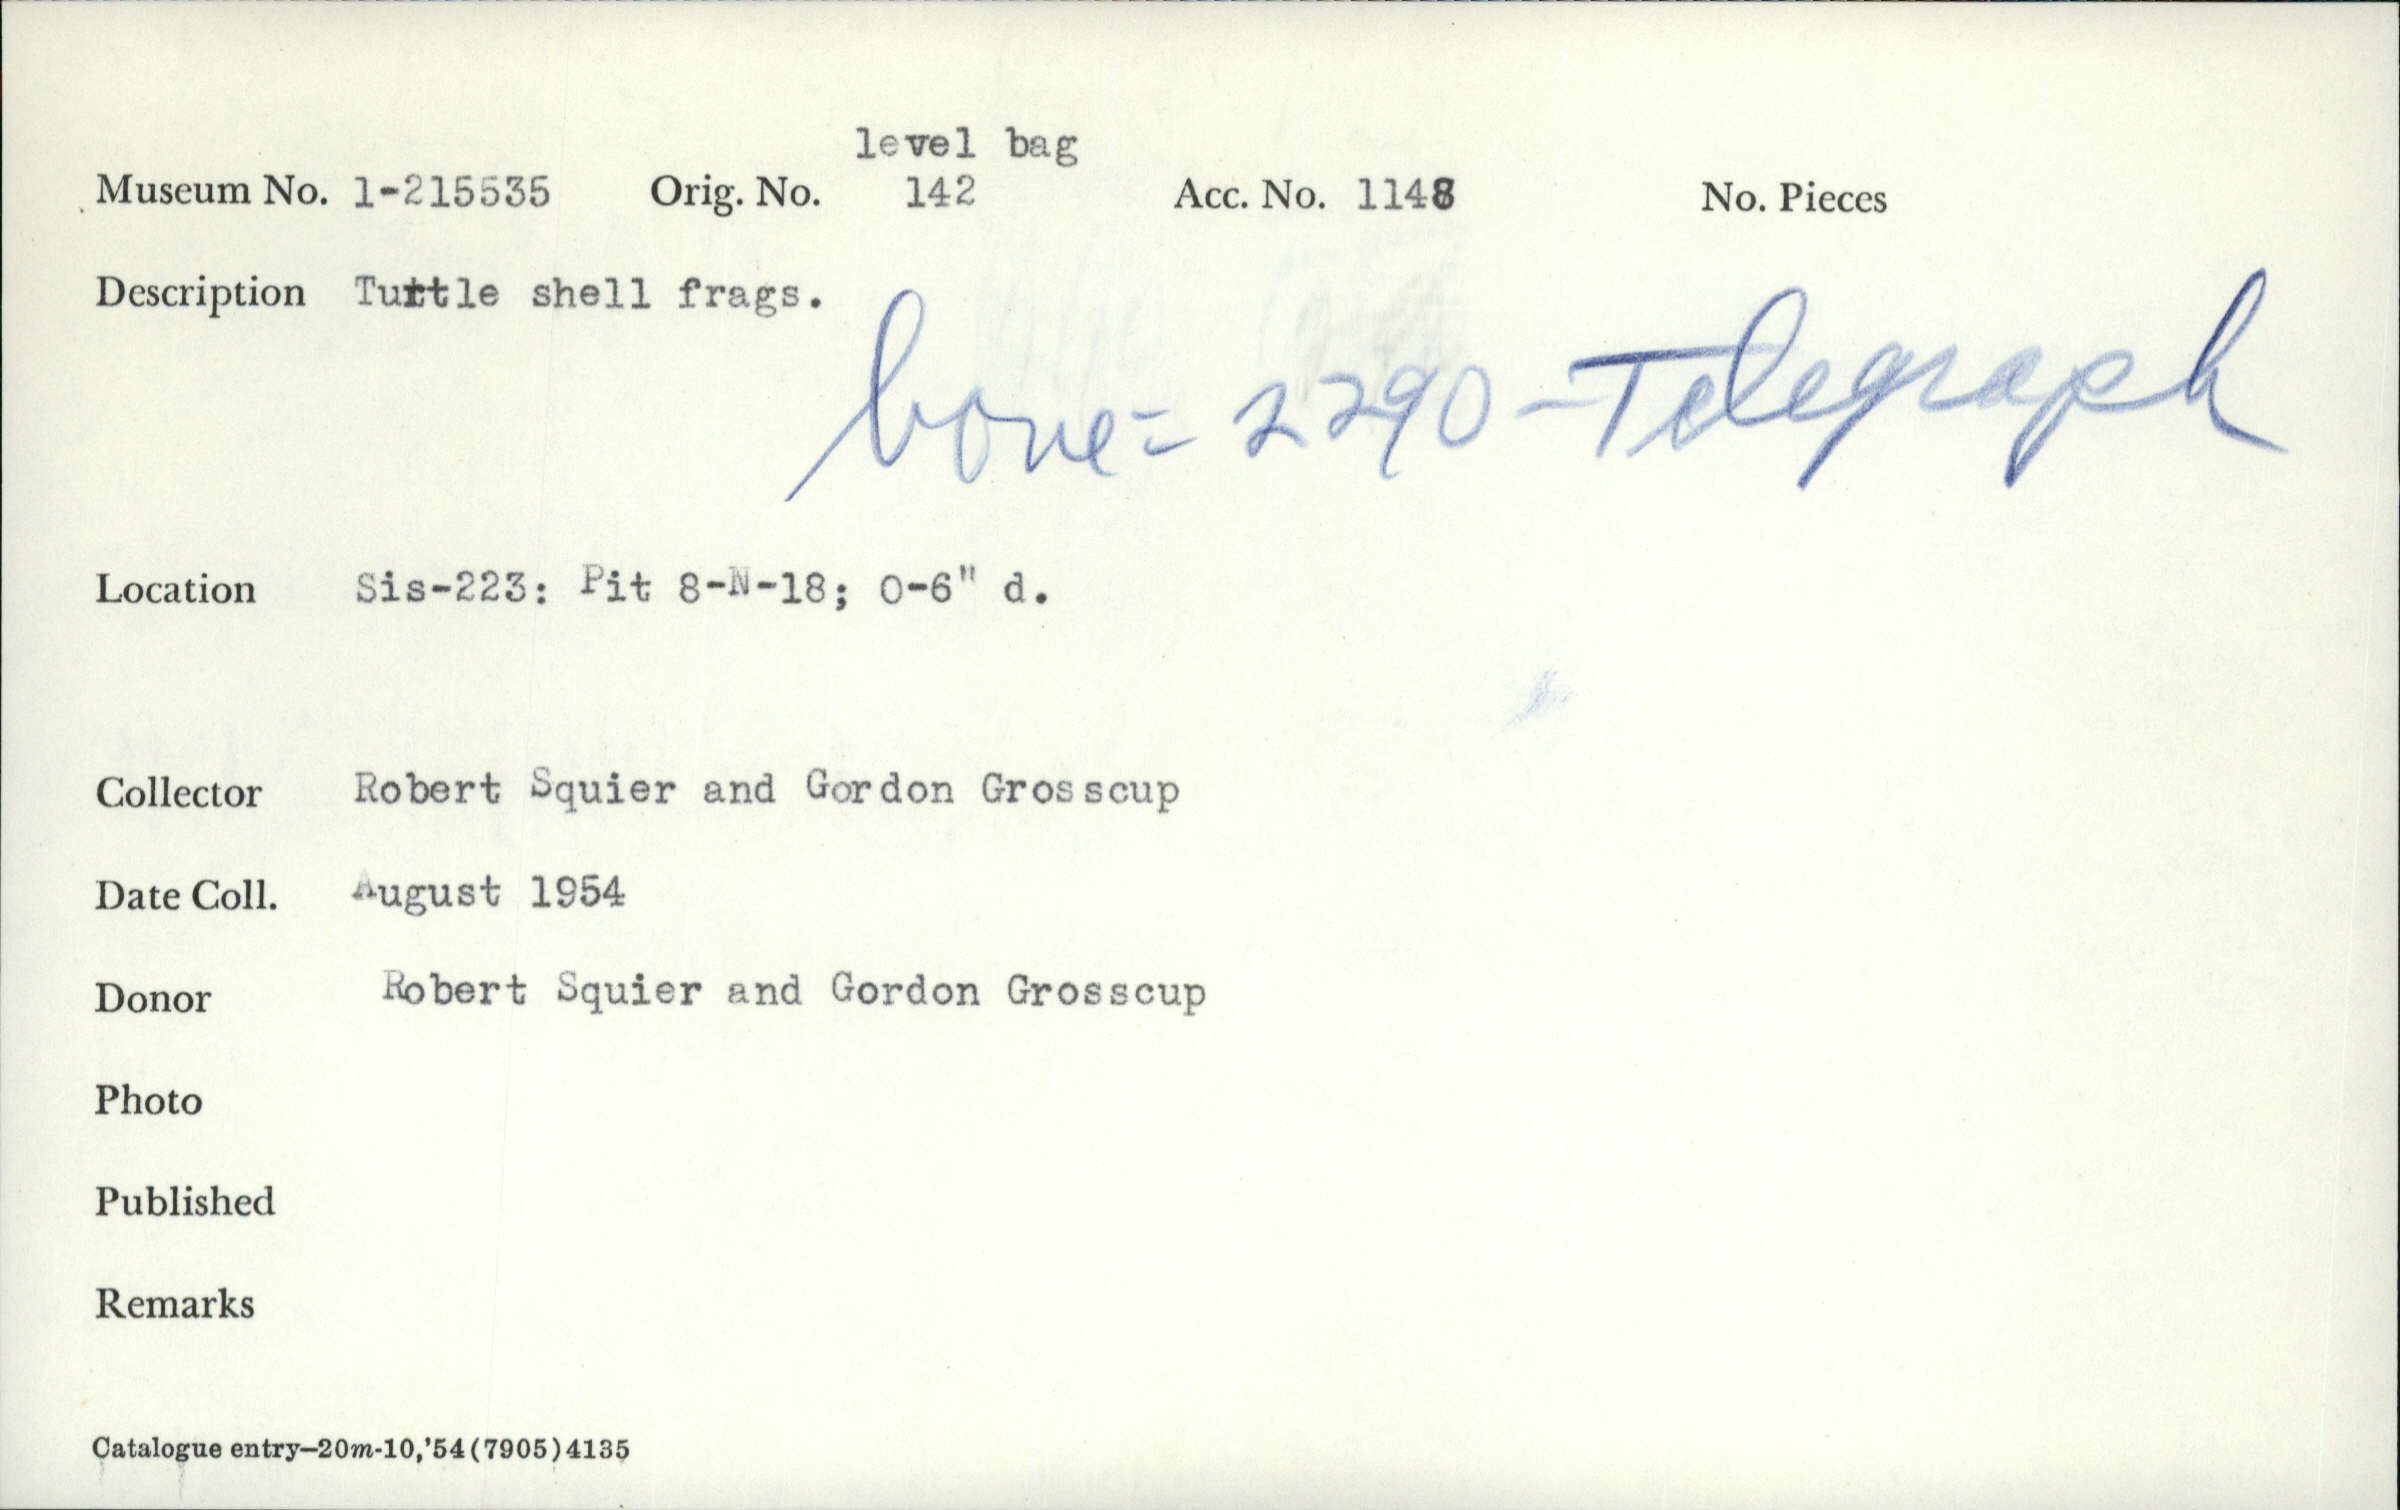 level bag
Museum No. 1-215535 Orig. No. 142 Acc. No. 1148 No. Pieces
Description Turtle shell frags.
bone = 2290 - Telegraph
Location Sis-223: Pit 8-N-18; 0-6" d.
Collector Robert Squier and Gordon Grosscup
Date Coll. August 1954
Donor Robert Squier and Gordon Grosscup
Photo
Published
Remarks
Catalogue entry—20m-10,'54(7905)4135